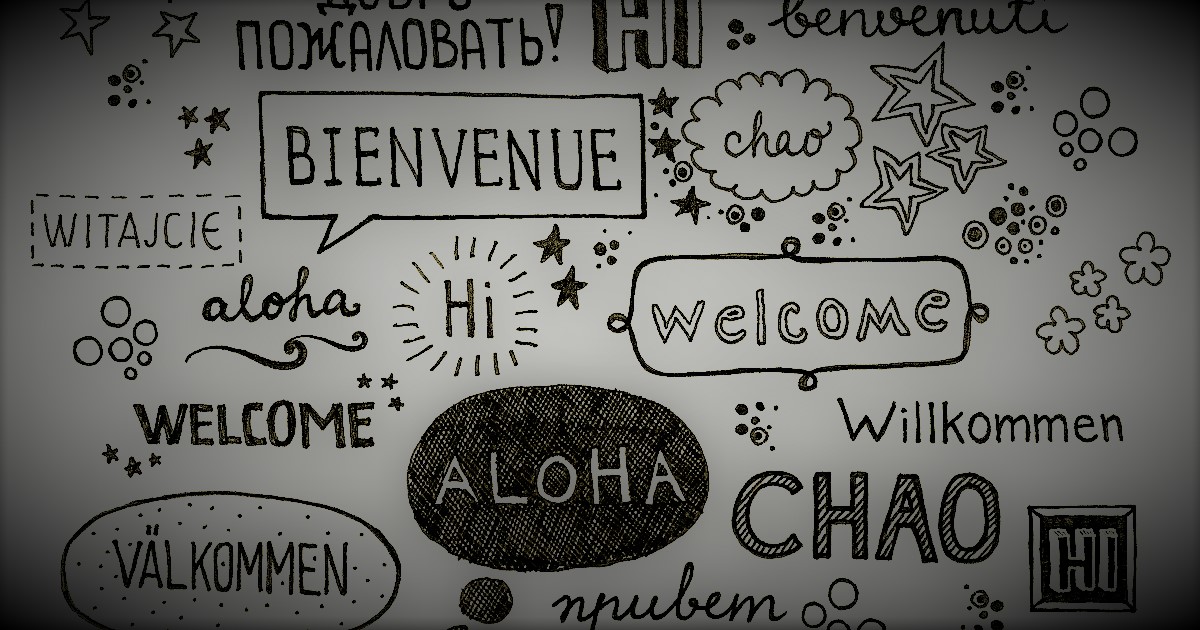 ДОБРО
ПОЖАЛОВАТЬ!
HI
benvenuti
BIENVENUE
chao
WITAJCIE
aloha
Hi
welcome
WELCOME
ALOHA
Willkommen
CHAO
VÄLKOMMEN
HI
привет